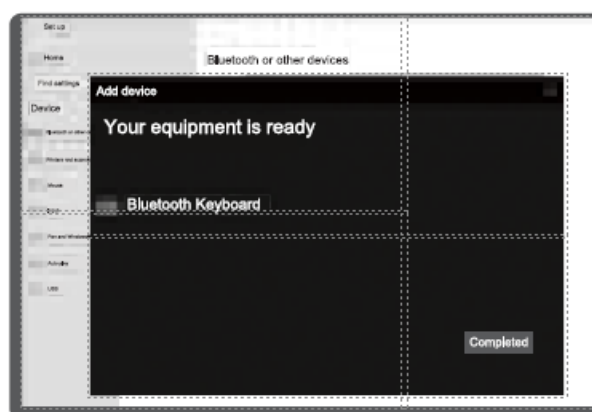 Set up
Home
Bluetooth or other devices
Find settings
Add device
Device
Your equipment is ready
Mouse
Bluetooth Keyboard
Autoplay
USB
Completed